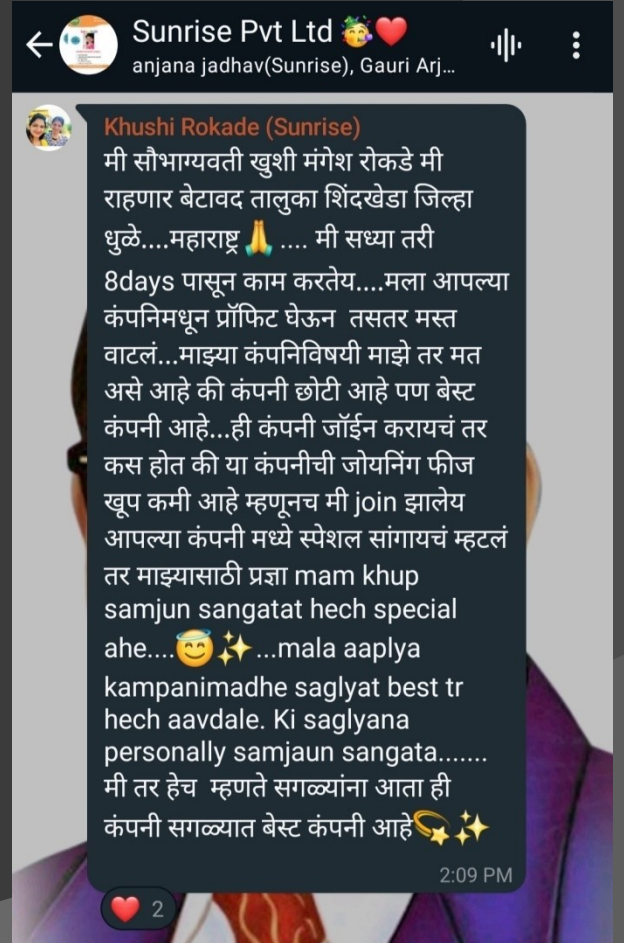 Sunrise Pvt Ltd 🥳❤️
anjana jadhav(Sunrise), Gauri Arj...
Khushi Rokade (Sunrise)
मी सौभाग्यवती खुशी मंगेश रोकडे मी
राहणार बेटावद तालुका शिंदखेडा जिल्हा
धुळे....महाराष्ट्र🙏.... मी सध्या तरी
8days पासून काम करतेय....मला आपल्या
कंपनिमधून प्रॉफिट घेऊन तसतर मस्त
वाटलं...माझ्या कंपनिविषयी माझे तर मत
असे आहे की कंपनी छोटी आहे पण बेस्ट
कंपनी आहे...ही कंपनी जॉईन करायचं तर
कस होत की या कंपनीची जोयनिंग फीज
खूप कमी आहे म्हणूनच मी join झालेय
आपल्या कंपनी मध्ये स्पेशल सांगायचं म्हटलं
तर माझ्यासाठी प्रज्ञा mam khup
samjun sangatat hech special
ahe....😇✨...mala aaplya
kampanimadhe saglyat best tr
hech aavdale. Ki saglyana
personally samjaun sangata.......
मी तर हेच म्हणते सगळ्यांना आता ही
कंपनी सगळ्यात बेस्ट कंपनी आहे💫✨
2:09 PM
❤️ 2